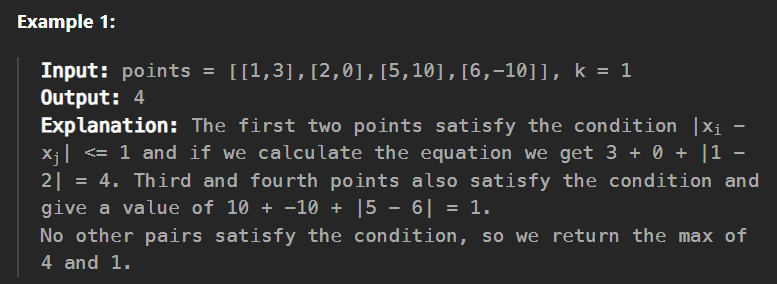 Example 1:
Input: points = [[1,3],[2,0],[5,10],[6,-10]], k = 1
Output: 4
Explanation: The first two points satisfy the condition |xi -
xj| <= 1 and if we calculate the equation we get 3 + 0 + |1 -
2| = 4. Third and fourth points also satisfy the condition and
give a value of 10 + -10 + |5 - 6| = 1.
No other pairs satisfy the condition, so we return the max of
4 and 1.